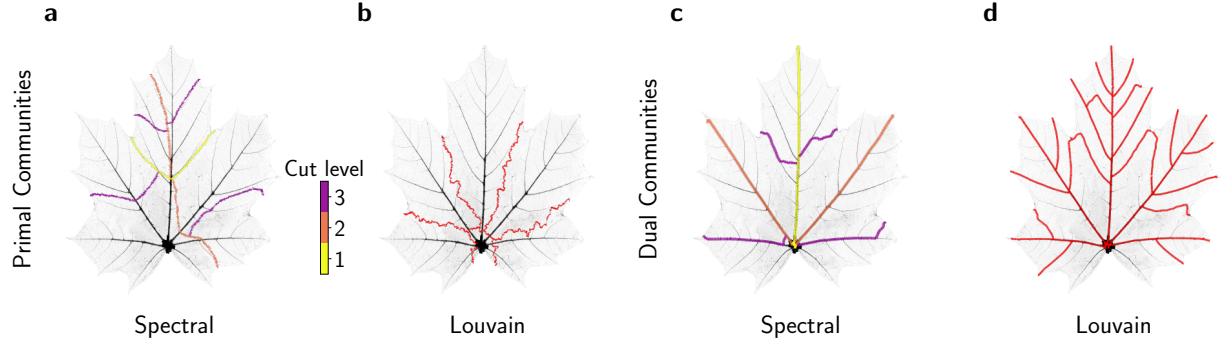 a
b
c
d
Primal Communities
Cut level
3
2
1
Dual Communities
Spectral
Louvain
Spectral
Louvain